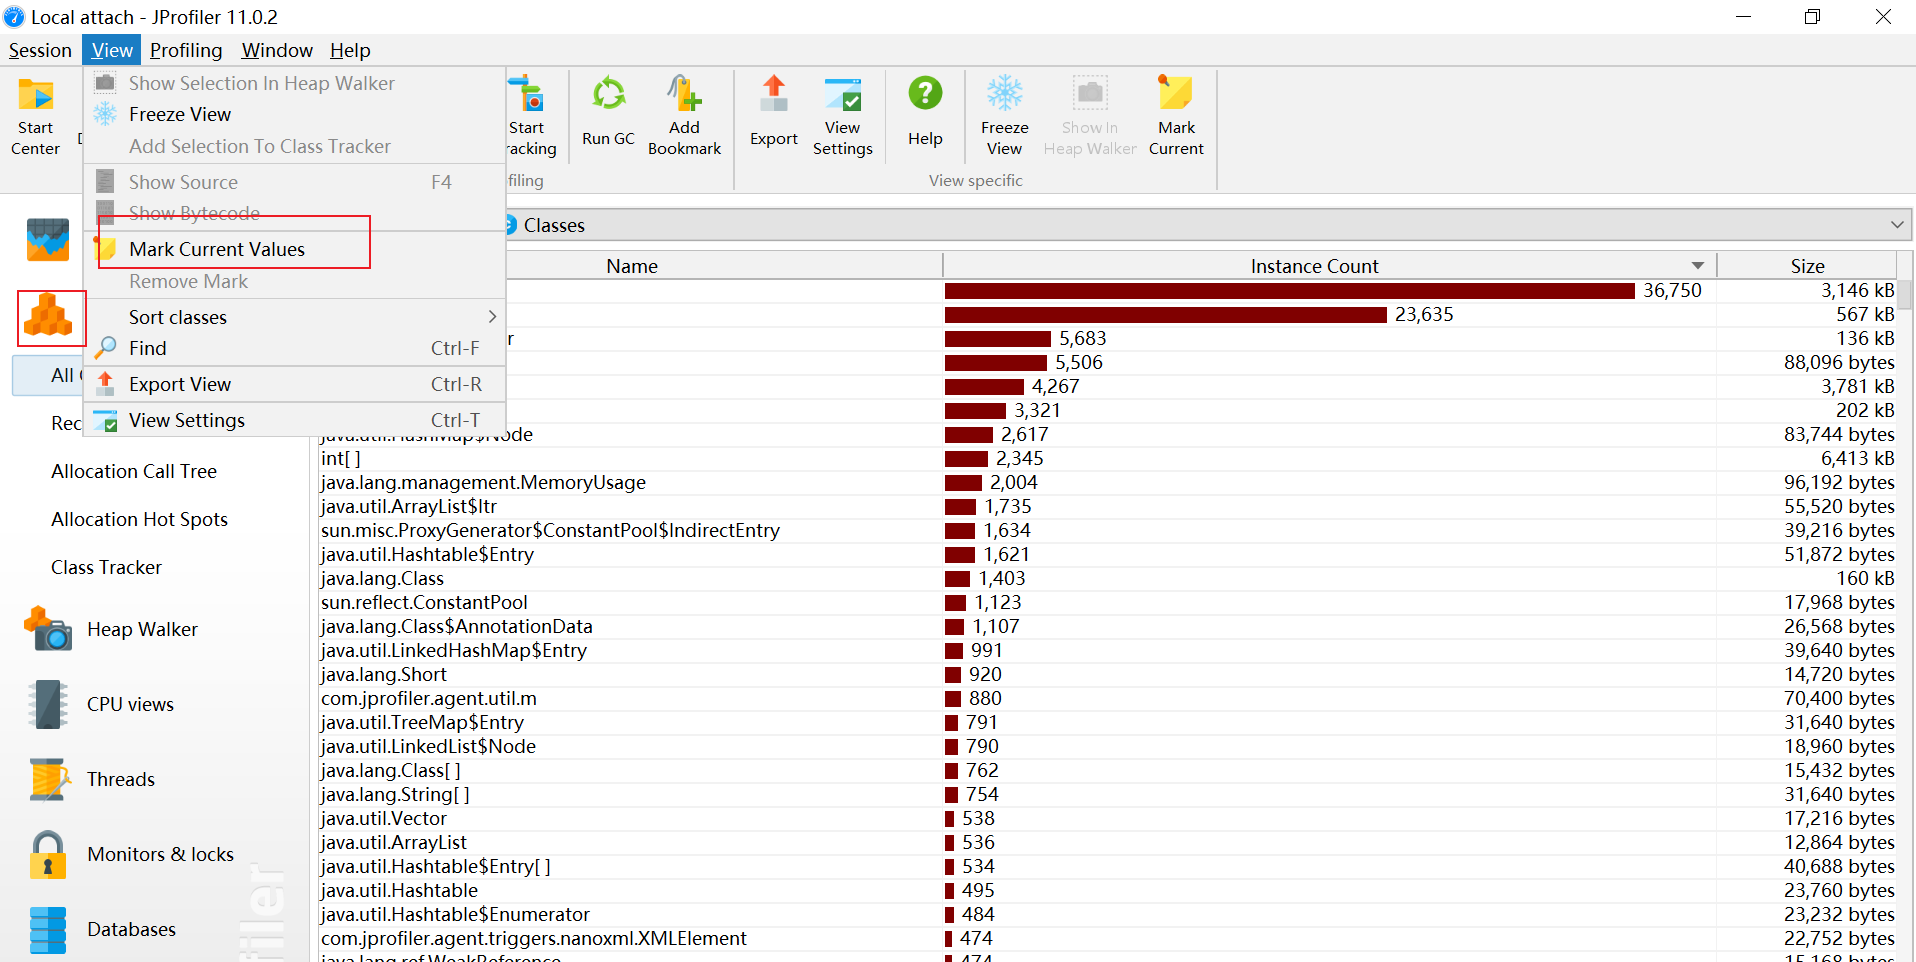 Local attach - JProfiler 11.0.2
Session View Profiling Window Help
Start Center
Start
Run GC
Add Bookmark
Export
View Settings
Help
Freeze View
Show In Heap Walker
Mark Current
View specific
Show Selection In Heap Walker
Freeze View
Add Selection To Class Tracker
Show Source F4
Show Bytecode
Mark Current Values
Remove Mark
Sort classes
Find Ctrl-F
Export View Ctrl-R
View Settings Ctrl-T
Classes
All
Allocation Call Tree
Allocation Hot Spots
Class Tracker
Heap Walker
CPU views
Threads
Monitors & locks
Databases
Name Instance Count Size
36,750 3,146 kB
23,635 567 kB
r 5,683 136 kB
5,506 88,096 bytes
4,267 3,781 kB
3,321 202 kB
java.util.HashMap$Node 2,617 83,744 bytes
int[ ] 2,345 6,413 kB
java.lang.management.MemoryUsage 2,004 96,192 bytes
java.util.ArrayList$Itr 1,735 55,520 bytes
sun.misc.ProxyGenerator$ConstantPool$IndirectEntry 1,634 39,216 bytes
java.util.Hashtable$Entry 1,621 51,872 bytes
java.lang.Class 1,403 160 kB
sun.reflect.ConstantPool 1,123 17,968 bytes
java.lang.Class$AnnotationData 1,107 26,568 bytes
java.util.LinkedHashMap$Entry 991 39,640 bytes
java.lang.Short 920 14,720 bytes
com.jprofiler.agent.util.m 880 70,400 bytes
java.util.TreeMap$Entry 791 31,640 bytes
java.util.LinkedList$Node 790 18,960 bytes
java.lang.Class[ ] 762 15,432 bytes
java.lang.String[ ] 754 31,640 bytes
java.util.Vector 538 17,216 bytes
java.util.ArrayList 536 12,864 bytes
java.util.Hashtable$Entry[ ] 534 40,688 bytes
java.util.Hashtable 495 23,760 bytes
java.util.Hashtable$Enumerator 484 23,232 bytes
com.jprofiler.agent.triggers.nanoxml.XMLElement 474 22,752 bytes
java.lang.ref.WeakReference 474 15,168 bytes